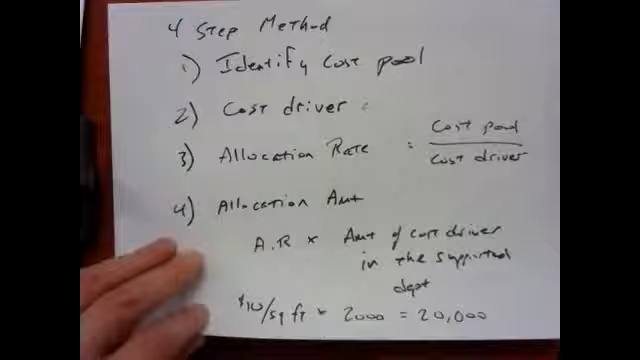 4 Step Method
1) Identify Cost pool
2) Cost driver
3) Allocation Rate = Cost pool / cost driver
4) Allocation Amt
A.R x Amt of cost driver
in the supported
dept
$10/sq ft x 2000 = 20,000